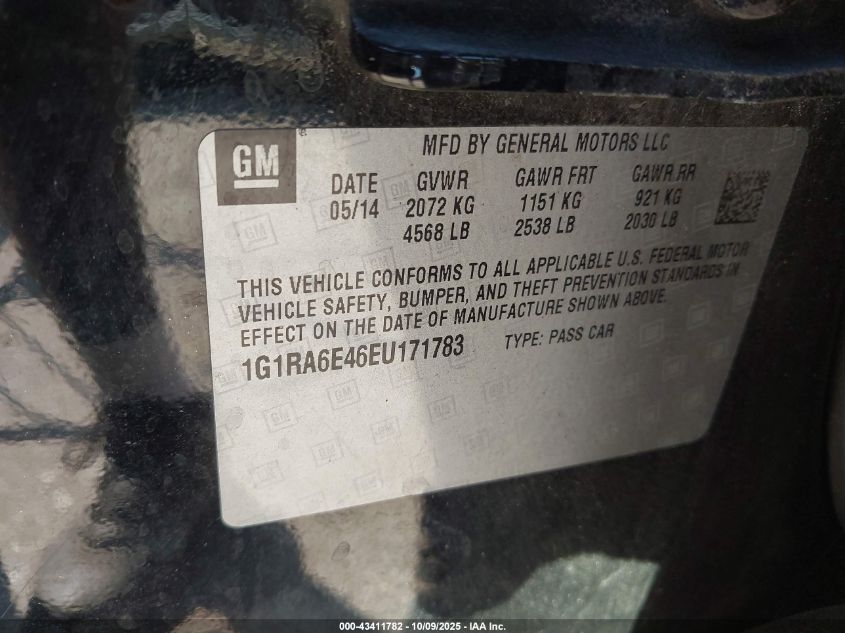 GM
MFD BY GENERAL MOTORS LLC
DATE GVWR GAWR FRT GAWR RR
05/14 2072 KG 1151 KG 921 KG
4568 LB 2538 LB 2030 LB
THIS VEHICLE CONFORMS TO ALL APPLICABLE U.S. FEDERAL MOTOR
VEHICLE SAFETY, BUMPER, AND THEFT PREVENTION STANDARDS IN
EFFECT ON THE DATE OF MANUFACTURE SHOWN ABOVE.
1G1RA6E46EU171783 TYPE: PASS CAR
000-43411782 | 10/09/2025 - IAA Inc.